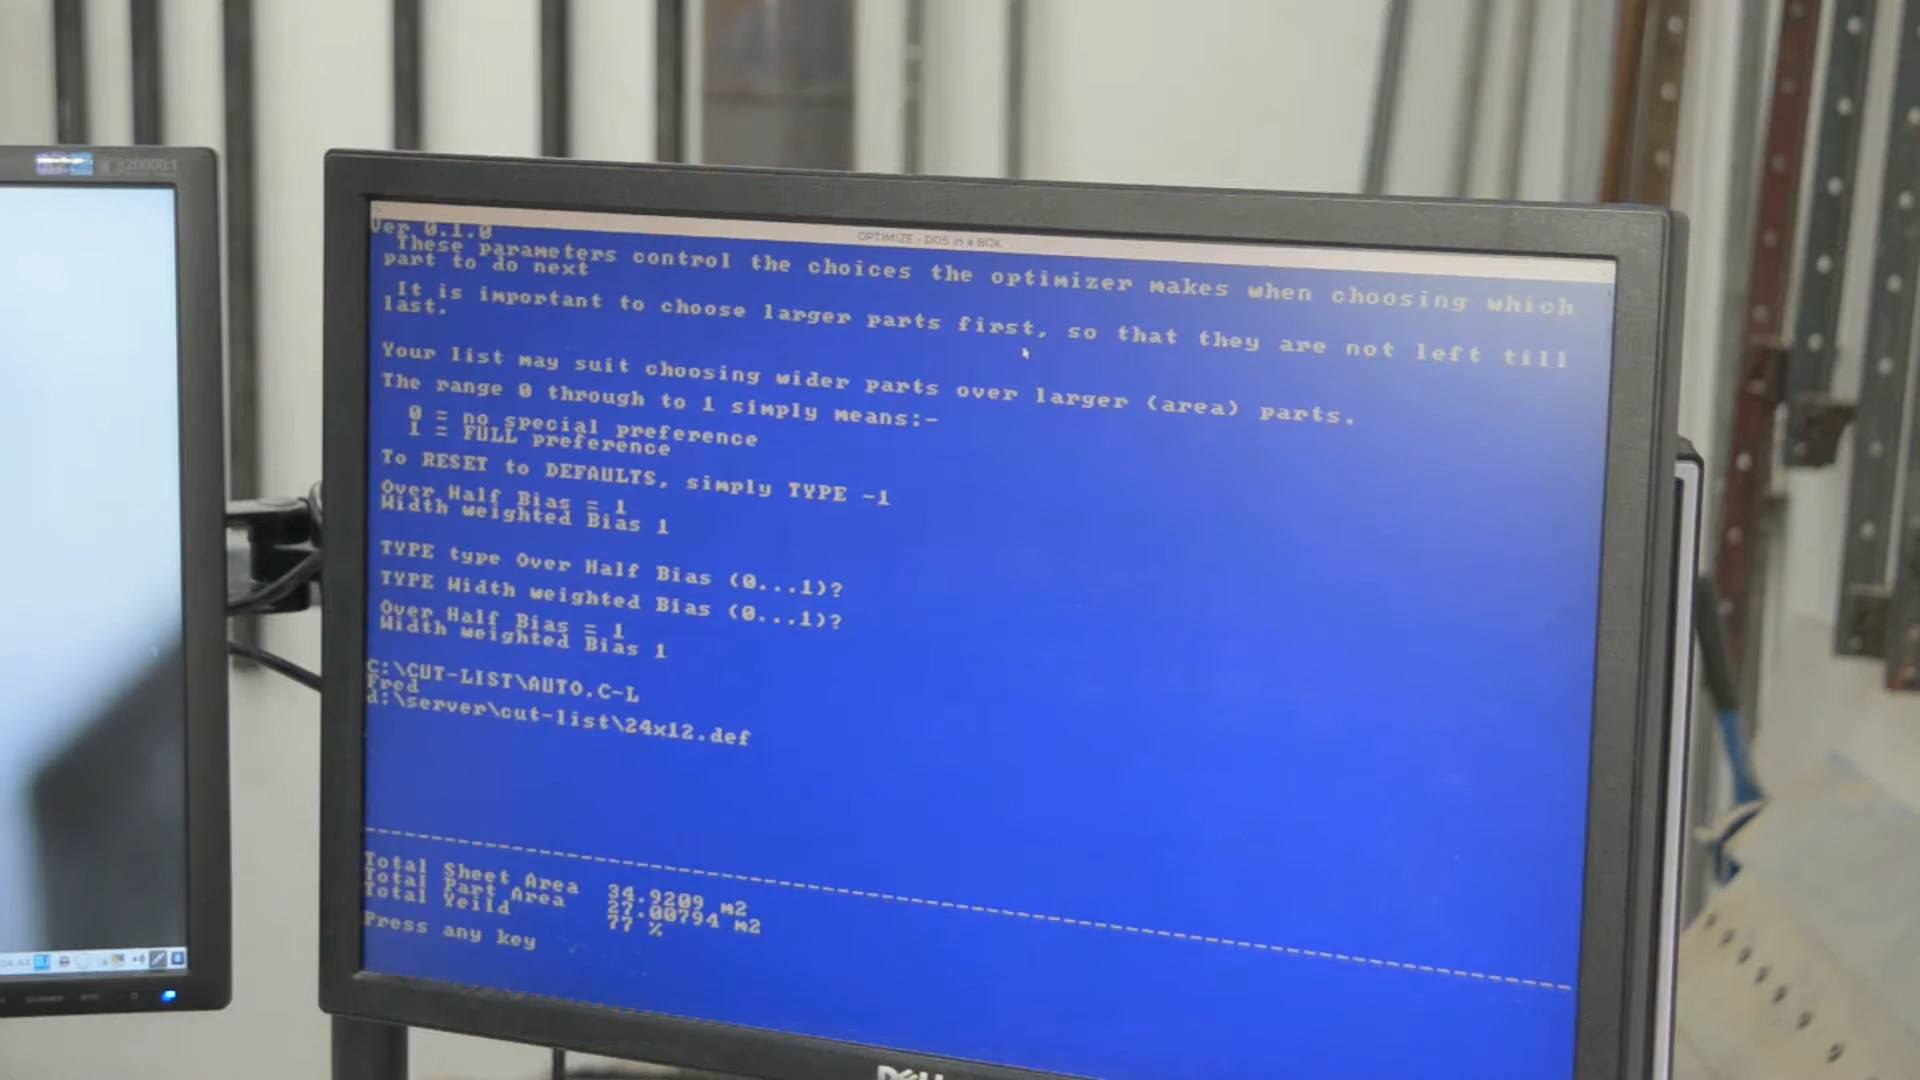 :20000:1
OPTIMIZE - DOS in a BOX
Ver 0.1.0
These parameters control the choices the optimizer makes when choosing which
part to do next
It is important to choose larger parts first, so that they are not left till
last.
Your list may suit choosing wider parts over larger (area) parts.
The range 0 through to 1 simply means:-
0 = no special preference
1 = FULL preference
To RESET to DEFAULTS, simply TYPE -1
Over Half Bias = 1
Width weighted Bias 1
TYPE type Over Half Bias (0...1)?
TYPE Width weighted Bias (0...1)?
Over Half Bias = 1
Width weighted Bias 1
C:\CUT-LIST\AUTO.C-L
Fred
d:\server\cut-list\24x12.def
Total Sheet Area 34.9209 m2
Total Part Area 27.00794 m2
Total Yeild 77 %
Press any key
DELL